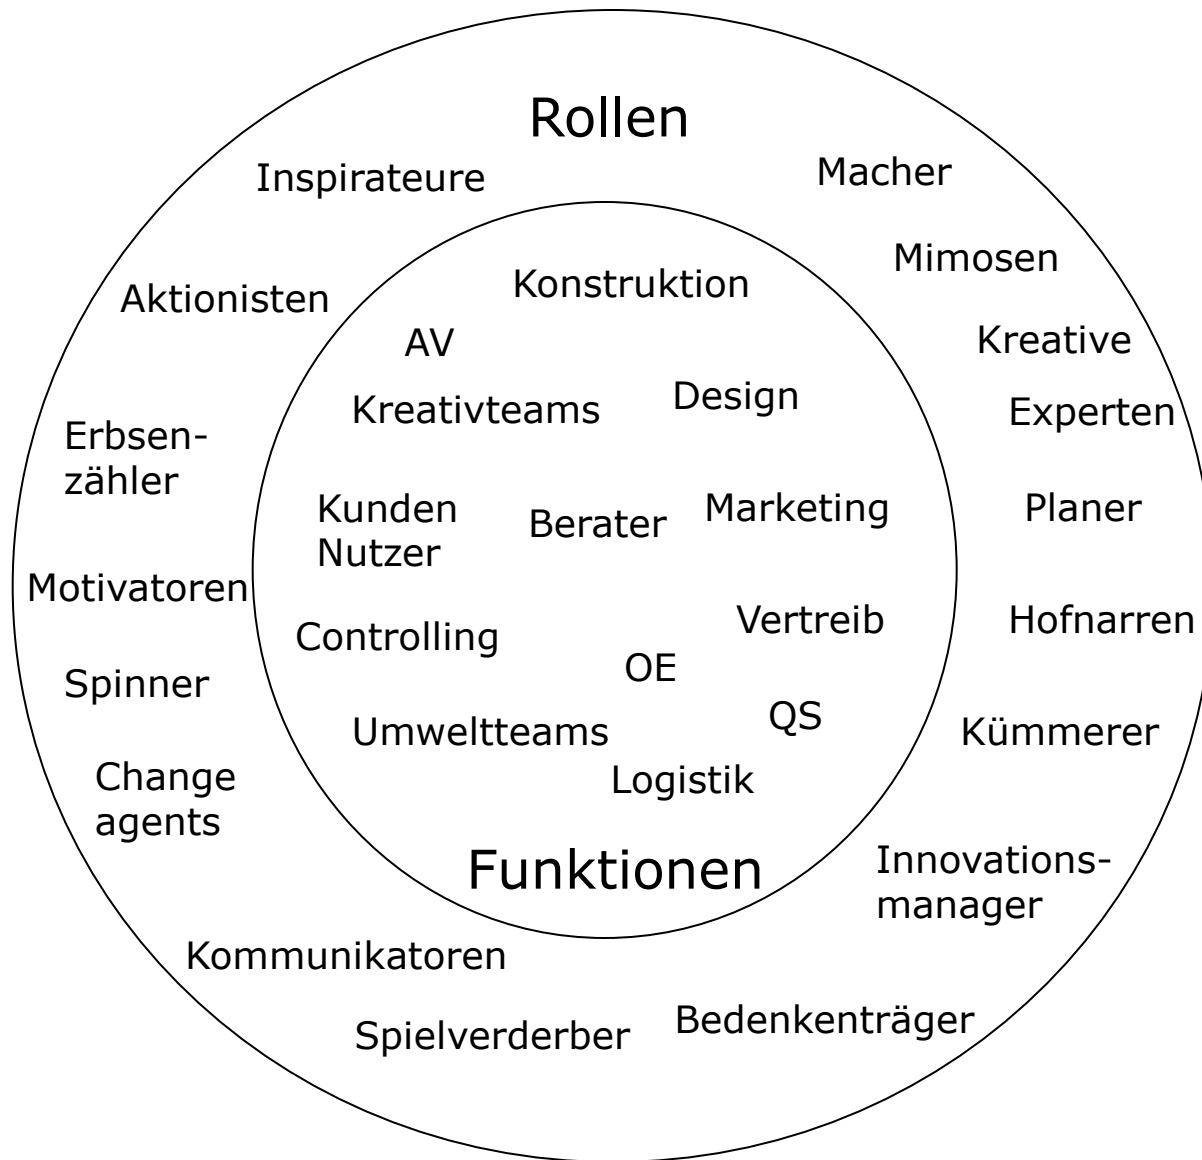 Rollen
Inspirateure
Macher
Mimosen
Aktionisten
Konstruktion
AV
Kreative
Kreativteams
Design
Experten
Erbsen-
zähler
Kunden
Nutzer
Berater
Marketing
Planer
Motivatoren
Controlling
Vertreib
Hofnarren
OE
Spinner
QS
Umweltteams
Kümmerer
Logistik
Change
agents
Funktionen
Innovations-
manager
Kommunikatoren
Spielverderber
Bedenkenträger